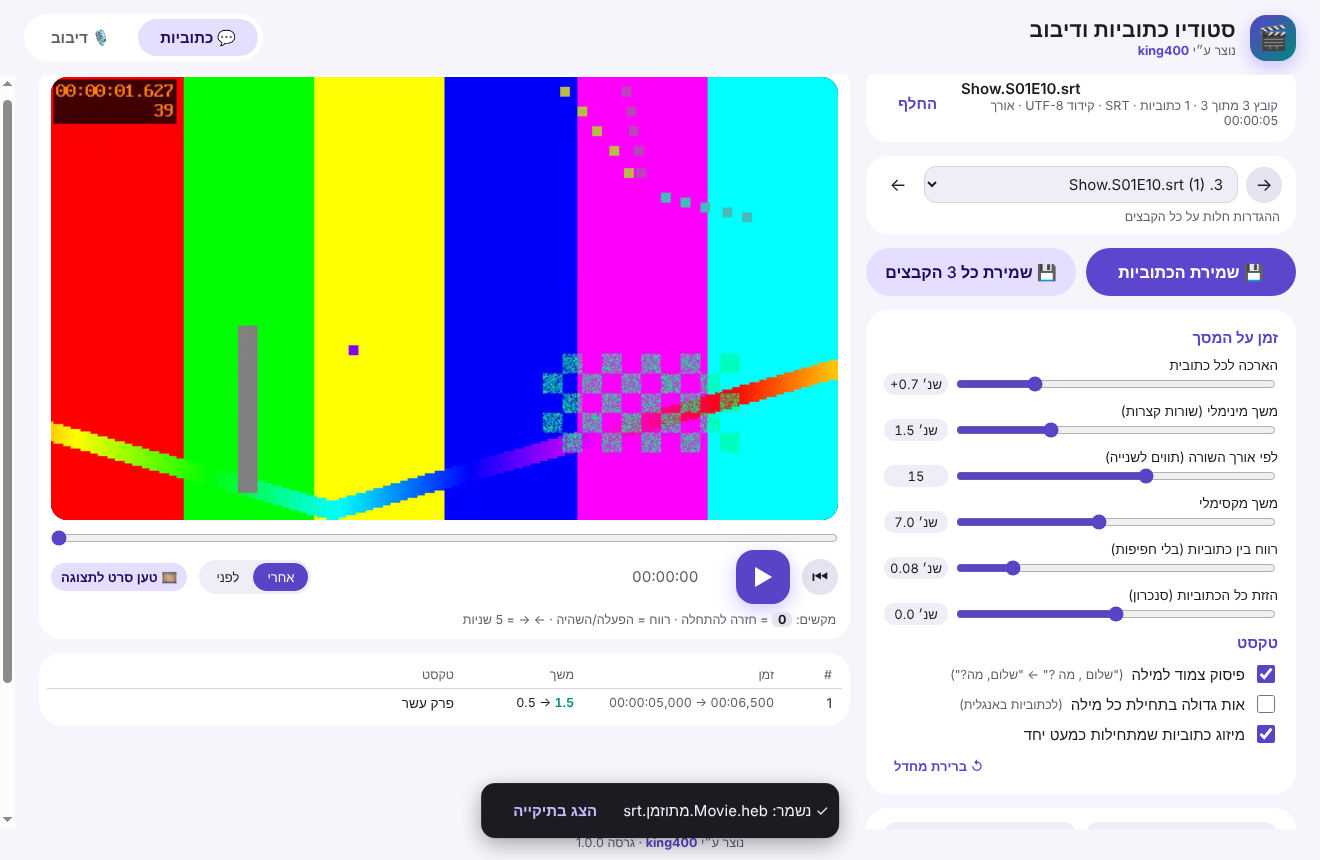 סטודיו כתוביות ודיבוב
נוצר ע״י king400
💬 כתוביות
🎙️ דיבוב
Show.S01E10.srt
קובץ 3 מתוך 3 · 1 כתוביות · SRT · קידוד UTF-8 · אורך
00:00:05
החלף
→
3. Show.S01E10.srt (1)
←
ההגדרות חלות על כל הקבצים
💾 שמירת הכתוביות
💾 שמירת כל 3 הקבצים
זמן על המסך
הארכה לכל כתובית
+0.7 שנ׳
משך מינימלי (שורות קצרות)
1.5 שנ׳
לפי אורך השורה (תווים לשנייה)
15
משך מקסימלי
7.0 שנ׳
רווח בין כתוביות (בלי חפיפות)
0.08 שנ׳
הזזת כל הכתוביות (סנכרון)
0.0 שנ׳
טקסט
פיסוק צמוד למילה ("שלום , מה ?" ← "שלום, מה?")
אות גדולה בתחילת כל מילה (לכתוביות באנגלית)
מיזוג כתוביות שמתחילות כמעט יחד
↺ ברירת מחדל
00:00:01.627
39
⏮
00:00:00
אחרי
לפני
🎞️ טען סרט לתצוגה
מקשים: 0 = חזרה להתחלה · רווח = הפעלה/השהיה · ← → = 5 שניות
# זמן משך טקסט
1 00:00:05,000 → 00:06,500 0.5 → 1.5 פרק עשר
✓ נשמר: Movie.heb.מתוזמן.srt
הצג בתיקייה
נוצר ע״י king400 · גרסה 1.0.0